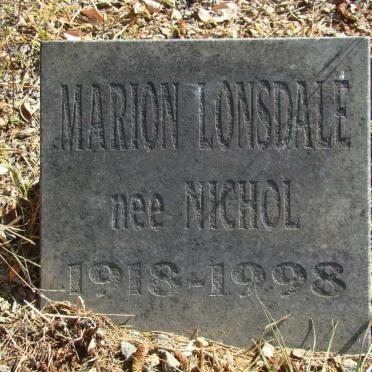 MARION LONSDALE
nee NICHOL
1918-1998